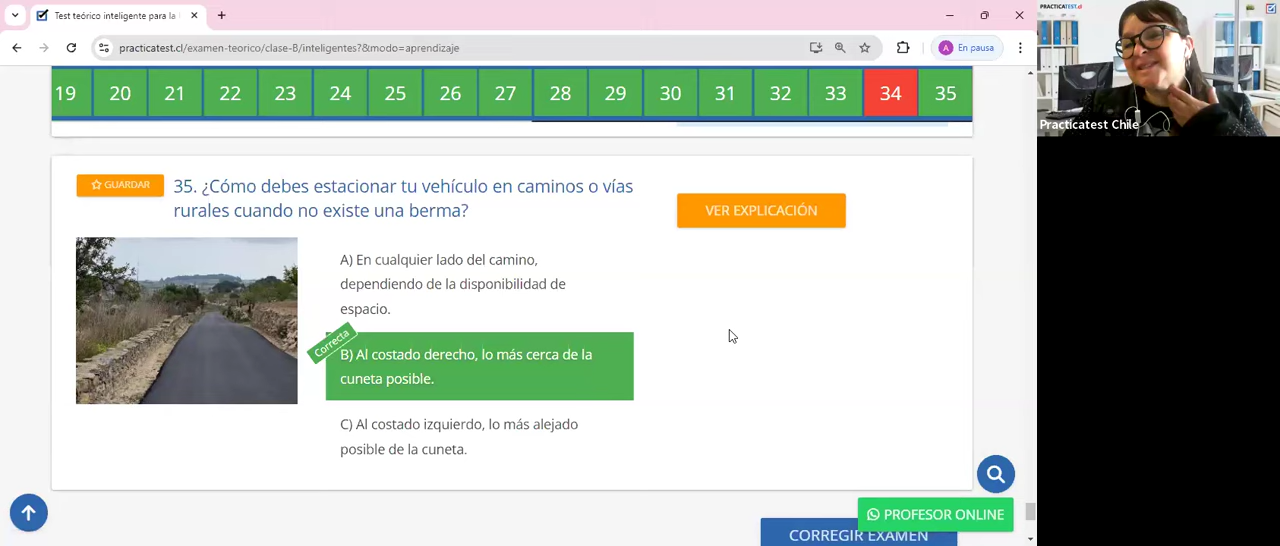 Test teórico inteligente para la
practicatest.cl/examen-teorico/clase-B/inteligentes?&modo=aprendizaje
A
En pausa
PRACTICATEST.CL
Practicatest Chile
19 20 21 22 23 24 25 26 27 28 29 30 31 32 33 34 35
GUARDAR
35. ¿Cómo debes estacionar tu vehículo en caminos o vías
rurales cuando no existe una berma?
VER EXPLICACIÓN
A) En cualquier lado del camino,
dependiendo de la disponibilidad de
espacio.
Correcta
B) Al costado derecho, lo más cerca de la
cuneta posible.
C) Al costado izquierdo, lo más alejado
posible de la cuneta.
PROFESOR ONLINE
CORREGIR EXAMEN